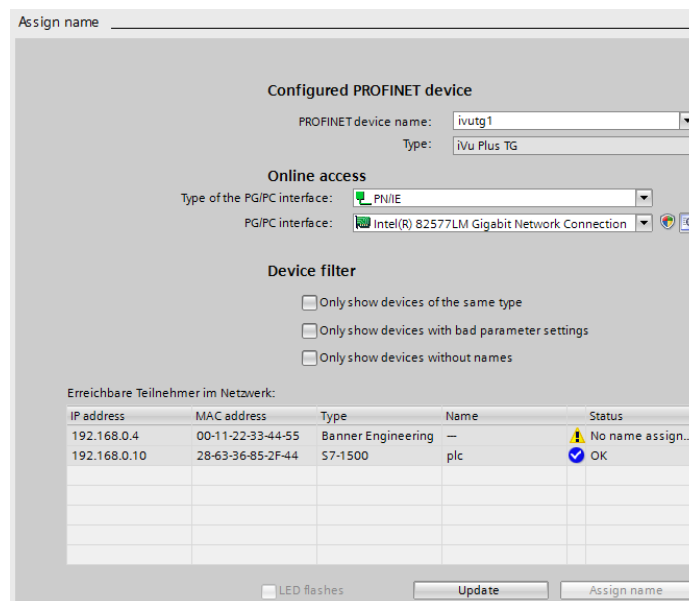 Assign name
Configured PROFINET device
PROFINET device name: ivutg1
Type: iVu Plus TG
Online access
Type of the PG/PC interface: PN/IE
PG/PC interface: Intel(R) 82577LM Gigabit Network Connection
Device filter
Only show devices of the same type
Only show devices with bad parameter settings
Only show devices without names
Erreichbare Teilnehmer im Netzwerk:
IP address MAC address Type Name Status
192.168.0.4 00-11-22-33-44-55 Banner Engineering — No name assign...
192.168.0.10 28-63-36-85-2F-44 S7-1500 plc OK
LED flashes Update Assign name